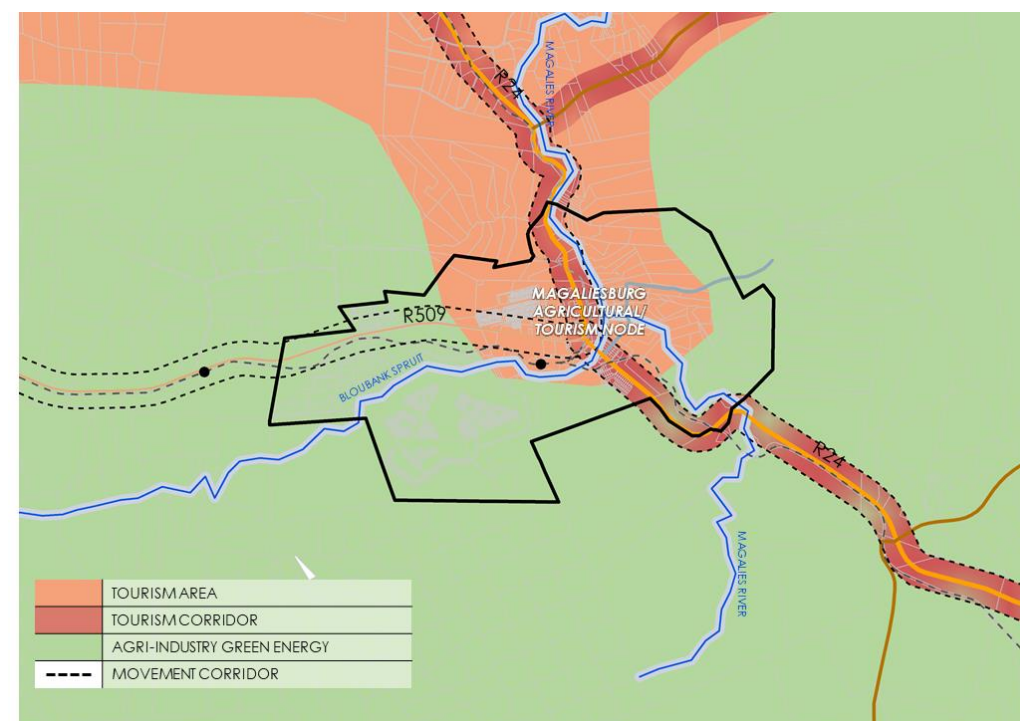 R24
MAGALIES RIVER
MAGALIESBURG
AGRICULTURAL/
TOURISM NODE
R509
BLOUBANK SPRUIT
R24
MAGALIES RIVER
TOURISM AREA
TOURISM CORRIDOR
AGRI-INDUSTRY GREEN ENERGY
MOVEMENT CORRIDOR